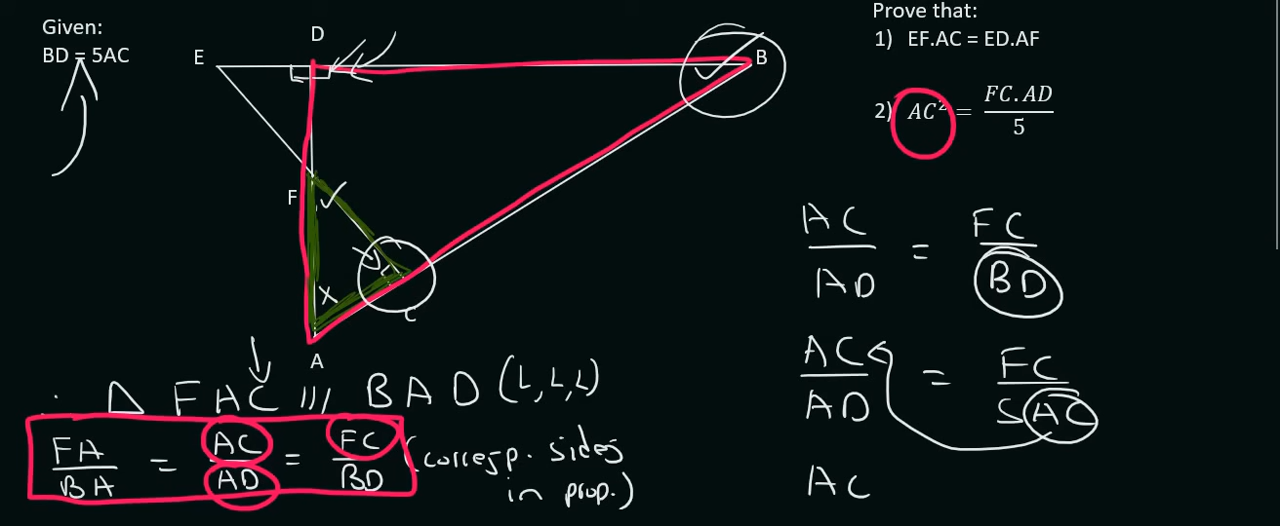 Given:
BD = 5AC
Prove that:
1) EF.AC = ED.AF
2) AC² = FC.AD / 5
E
D
B
F
X
C
A
AC / AD = FC / BD
AC / AD = FC / 5AC
AC
∴ Δ FAC /// BAD (L,L,L)
FA / BA = AC / AD = FC / BD (corresp. sides
in prop.)